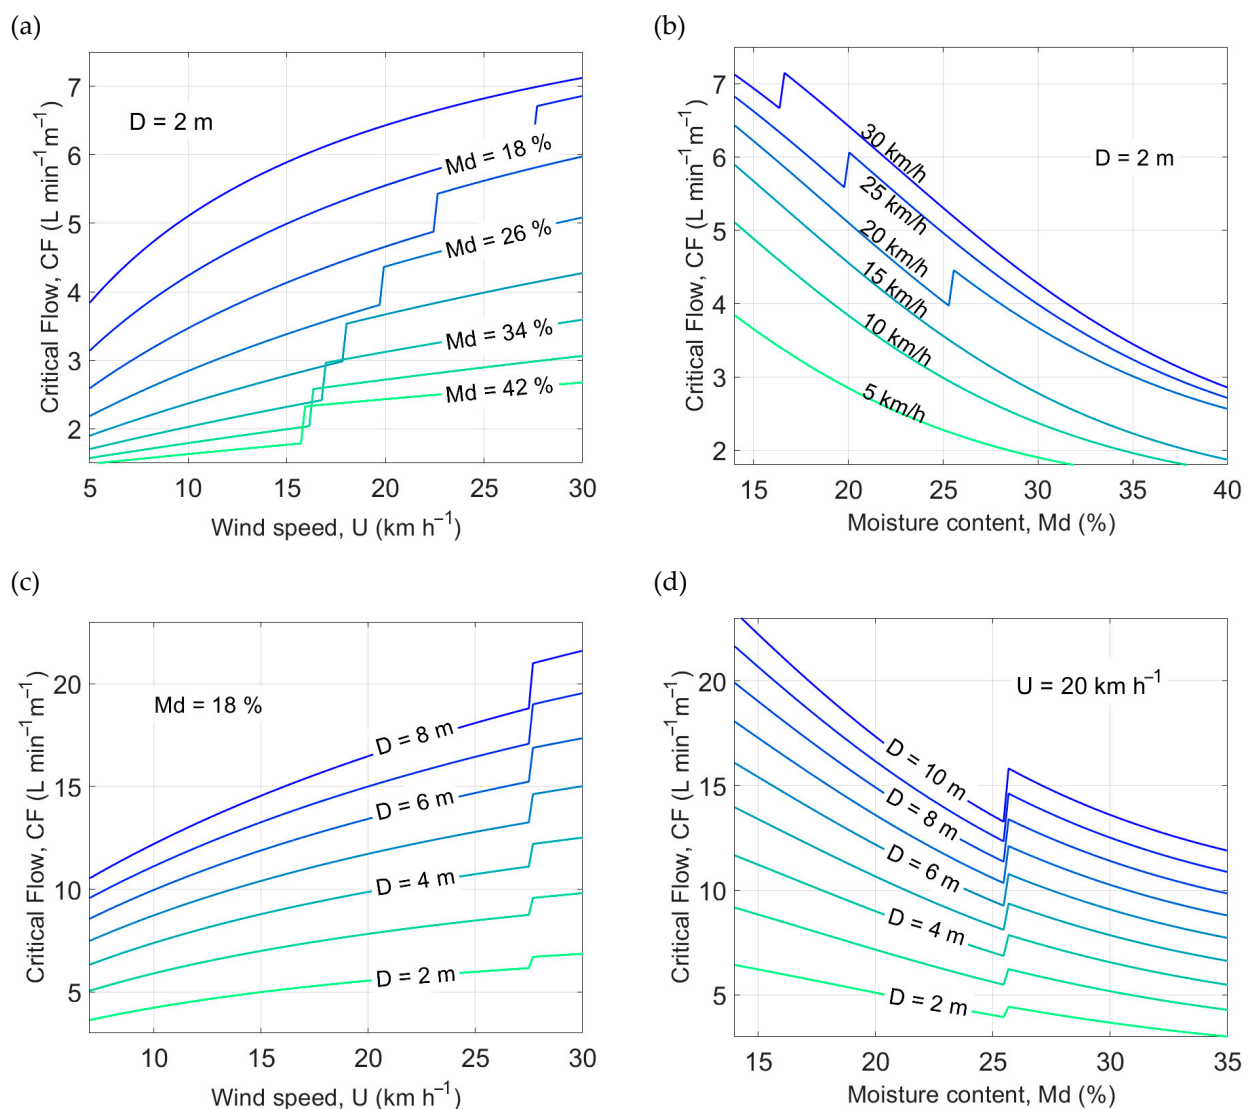 (a)
Critical Flow, CF (L min⁻¹m⁻¹)
7
6
5
4
3
2
D = 2 m
Md = 18 %
Md = 26 %
Md = 34 %
Md = 42 %
5 10 15 20 25 30
Wind speed, U (km h⁻¹)
(b)
Critical Flow, CF (L min⁻¹m⁻¹)
7
6
5
4
3
2
D = 2 m
30 km/h
25 km/h
20 km/h
15 km/h
10 km/h
5 km/h
15 20 25 30 35 40
Moisture content, Md (%)
(c)
Critical Flow, CF (L min⁻¹m⁻¹)
20
15
10
5
Md = 18 %
D = 8 m
D = 6 m
D = 4 m
D = 2 m
10 15 20 25 30
Wind speed, U (km h⁻¹)
(d)
Critical Flow, CF (L min⁻¹m⁻¹)
20
15
10
5
U = 20 km h⁻¹
D = 10 m
D = 8 m
D = 6 m
D = 4 m
D = 2 m
15 20 25 30 35
Moisture content, Md (%)